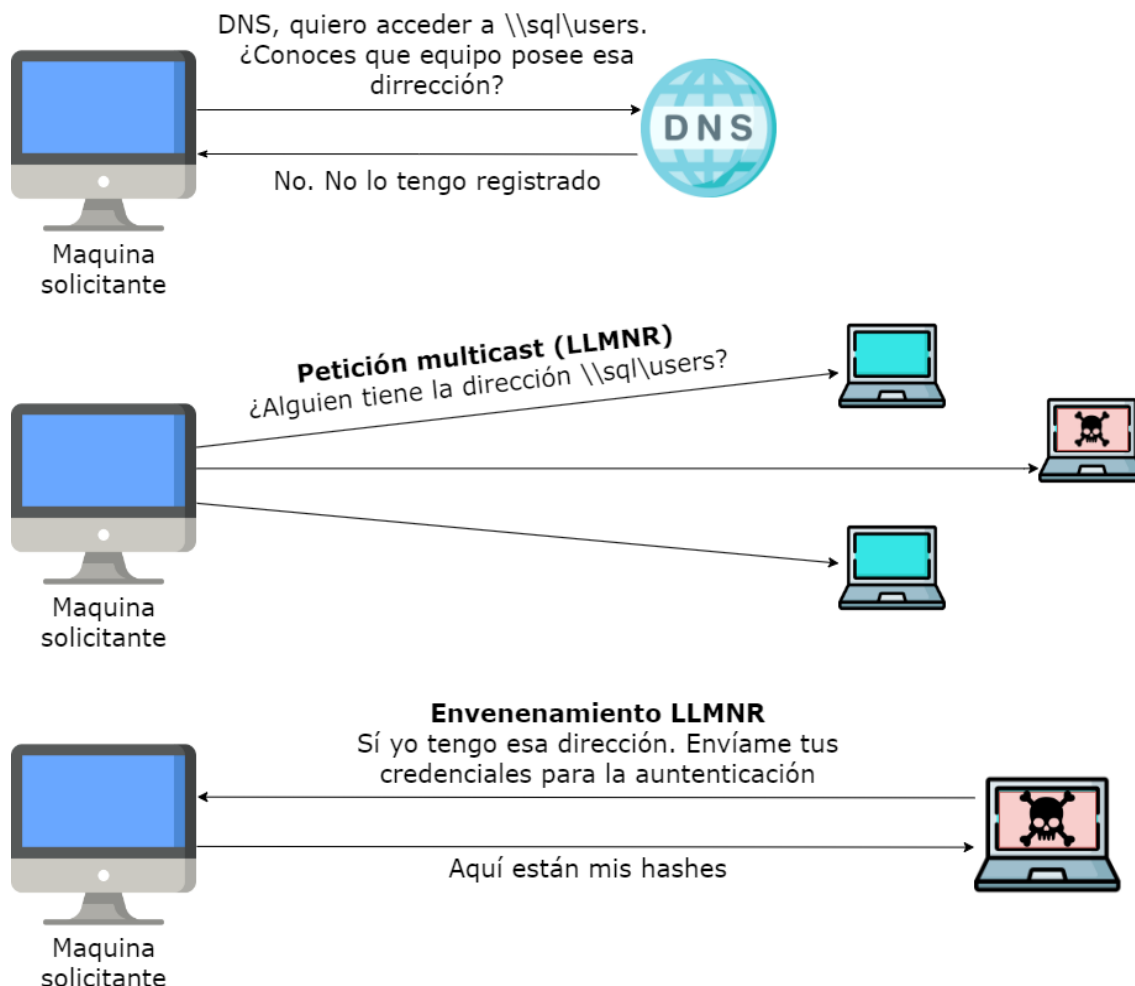 DNS, quiero acceder a \\sql\users.
¿Conoces que equipo posee esa
dirrección?
DNS
No. No lo tengo registrado
Maquina
solicitante
Petición multicast (LLMNR)
¿Alguien tiene la dirección \\sql\users?
Maquina
solicitante
Envenenamiento LLMNR
Sí yo tengo esa dirección. Envíame tus
credenciales para la auntenticación
Aquí están mis hashes
Maquina
solicitante